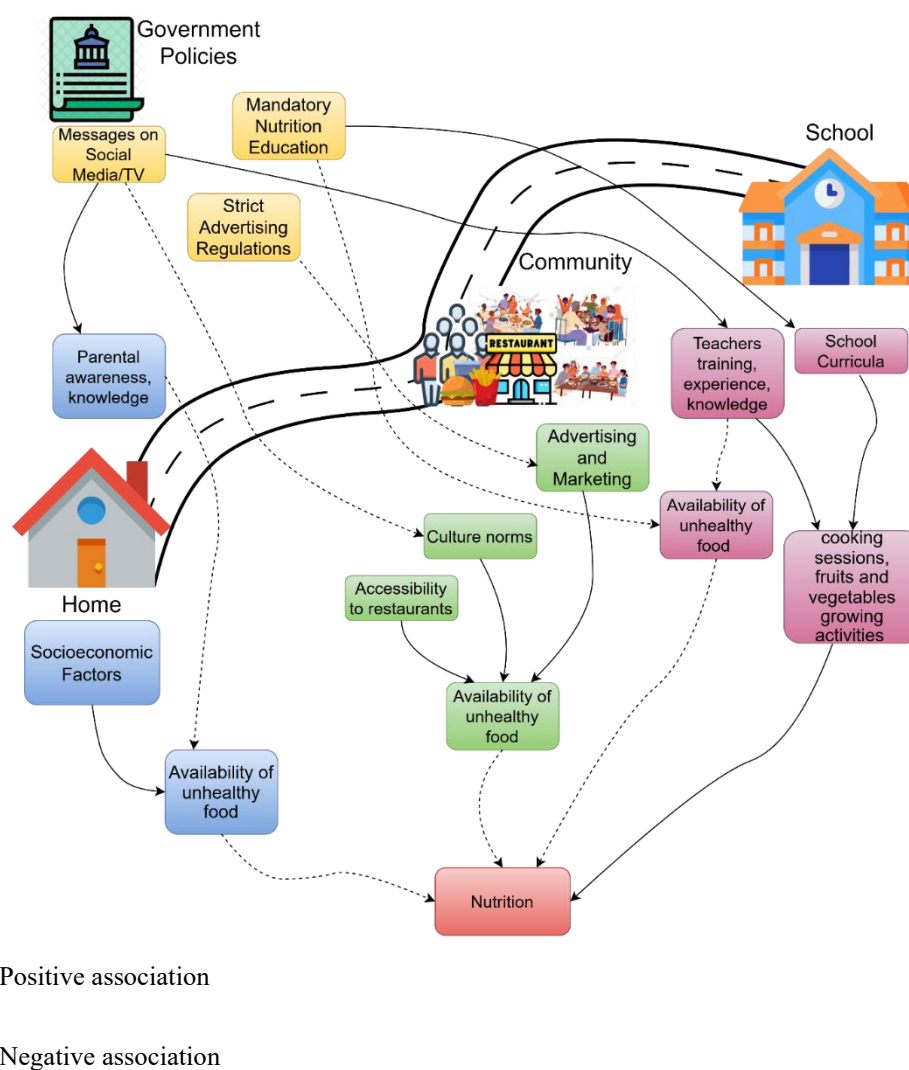 Government
Policies
Mandatory
Nutrition
Education
Messages on
Social
Media/TV
School
Strict
Advertising
Regulations
Community
RESTAURANT
Parental
awareness,
knowledge
Teachers
training,
experience,
knowledge
School
Curricula
Advertising
and
Marketing
Availability of
unhealthy
food
Culture norms
cooking
sessions,
fruits and
vegetables
growing
activities
Accessibility
to restaurants
Home
Socioeconomic
Factors
Availability of
unhealthy
food
Availability of
unhealthy
food
Nutrition
Positive association
Negative association